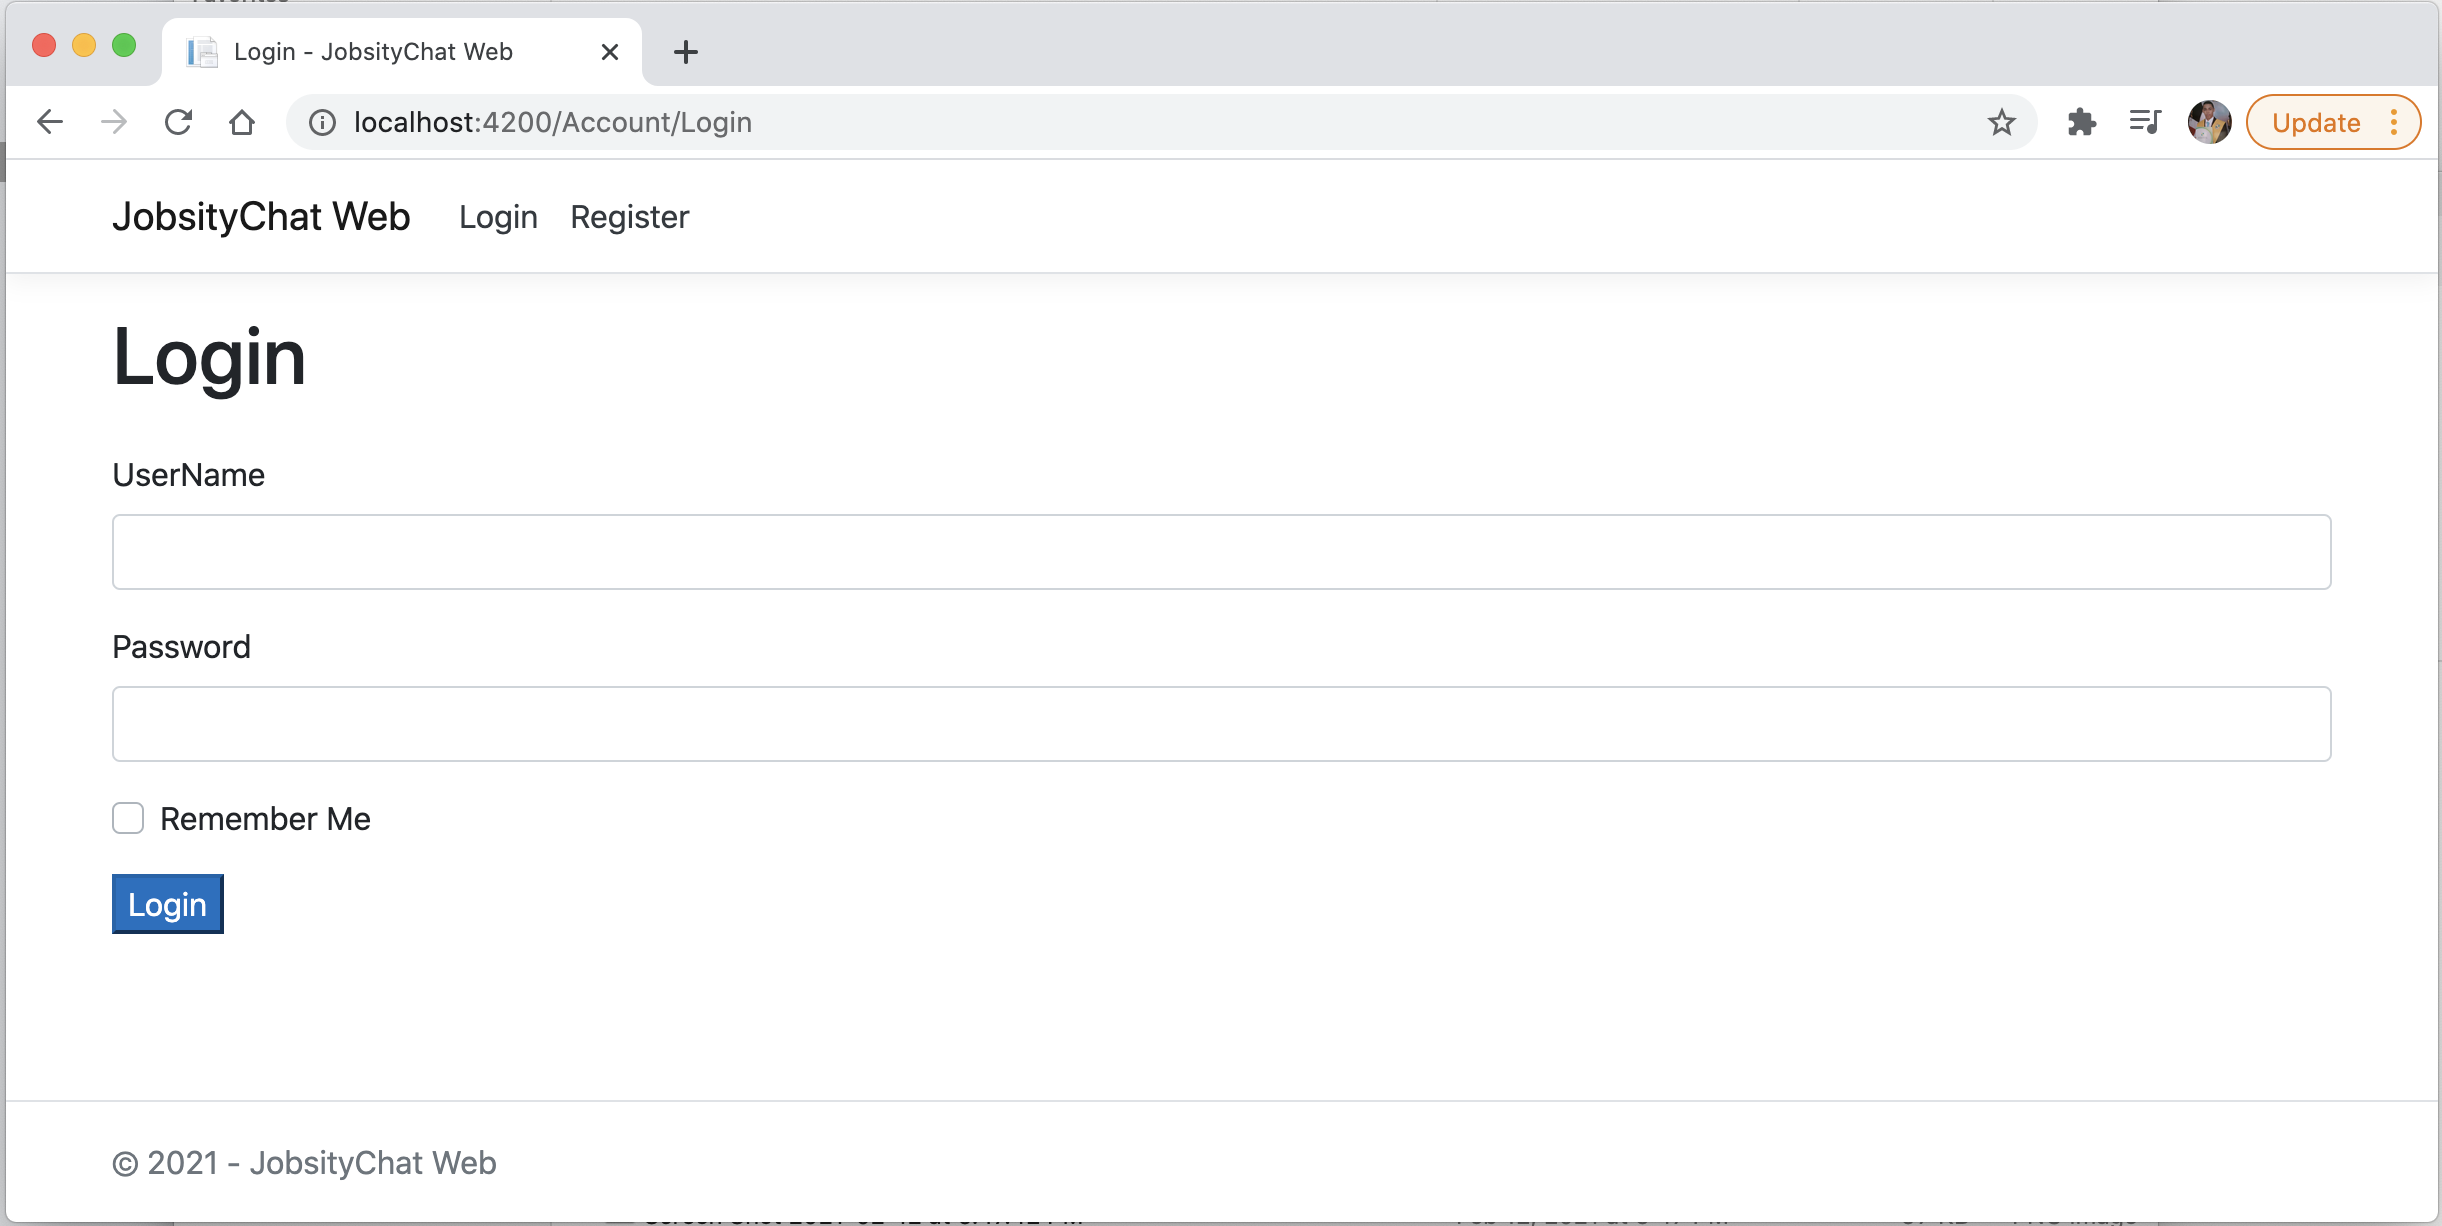 Login - JobsityChat Web
localhost:4200/Account/Login
Update
JobsityChat Web Login Register
Login
UserName
Password
Remember Me
Login
© 2021 - JobsityChat Web